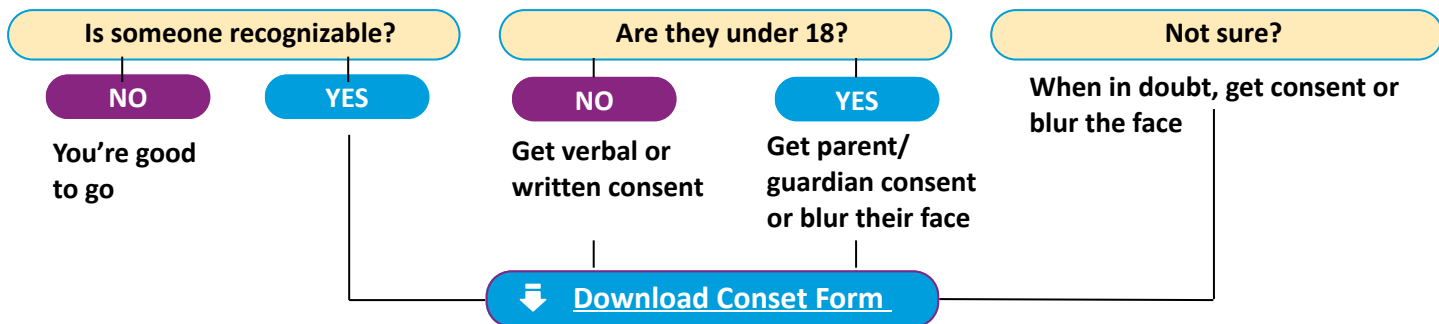 Is someone recognizable?
NO
YES
You’re good
to go
Are they under 18?
NO
YES
Get verbal or
written consent
Get parent/
guardian consent
or blur their face
Not sure?
When in doubt, get consent or
blur the face
Download Conset Form